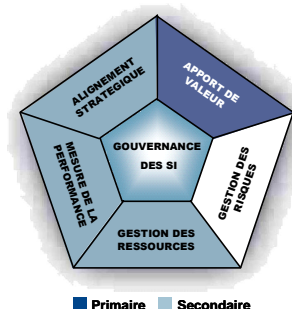 ALIGNEMENT
STRATEGIQUE
APPORT DE
VALEUR
GOUVERNANCE
DES SI
MESURE DE LA
PERFORMANCE
GESTION DES
RISQUES
GESTION DES
RESSOURCES
Primaire Secondaire